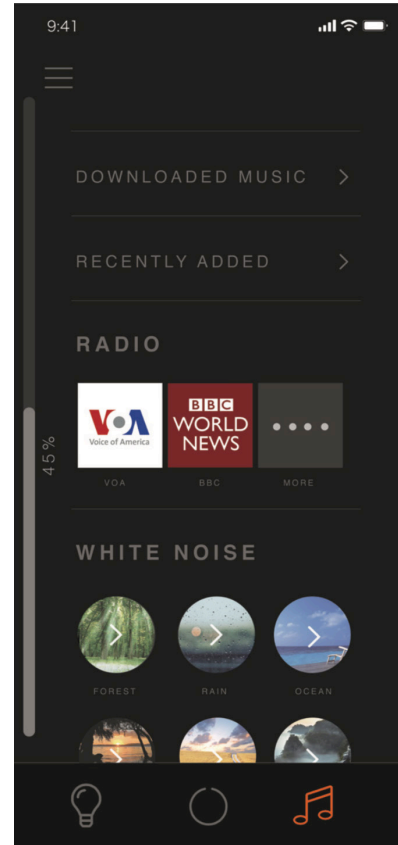 9:41
DOWNLOADED MUSIC
RECENTLY ADDED
RADIO
VOA
Voice of America
BBC
WORLD
NEWS
VOA
BBC
MORE
45%
WHITE NOISE
FOREST
RAIN
OCEAN